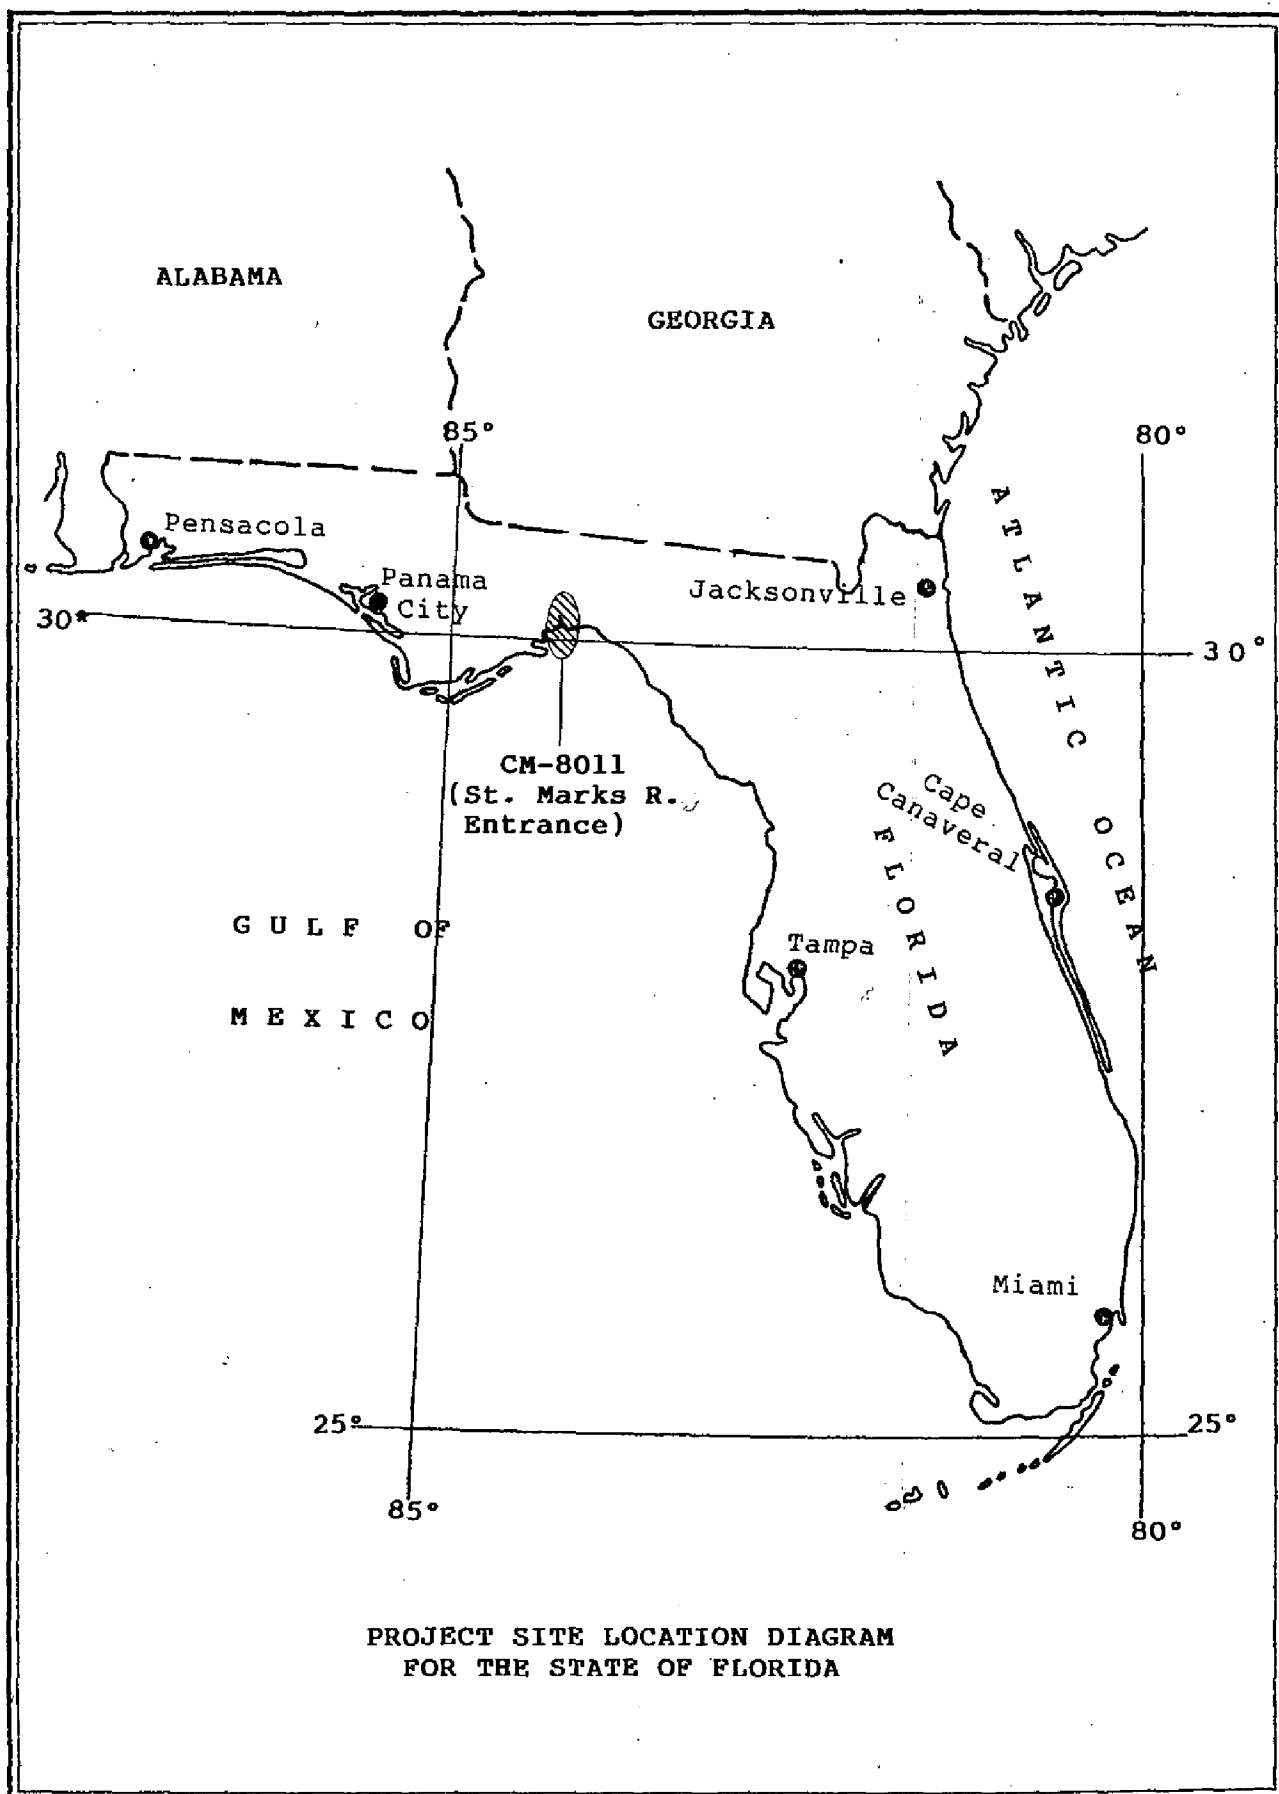 ALABAMA
GEORGIA
85°
80°
Pensacola
Panama
City
Jacksonville
30°
30°
ATLANTIC OCEAN
CM-8011
(St. Marks R.
Entrance)
Cape
Canaveral
FLORIDA
GULF OF
MEXICO
Tampa
Miami
25°
25°
85°
80°
PROJECT SITE LOCATION DIAGRAM
FOR THE STATE OF FLORIDA